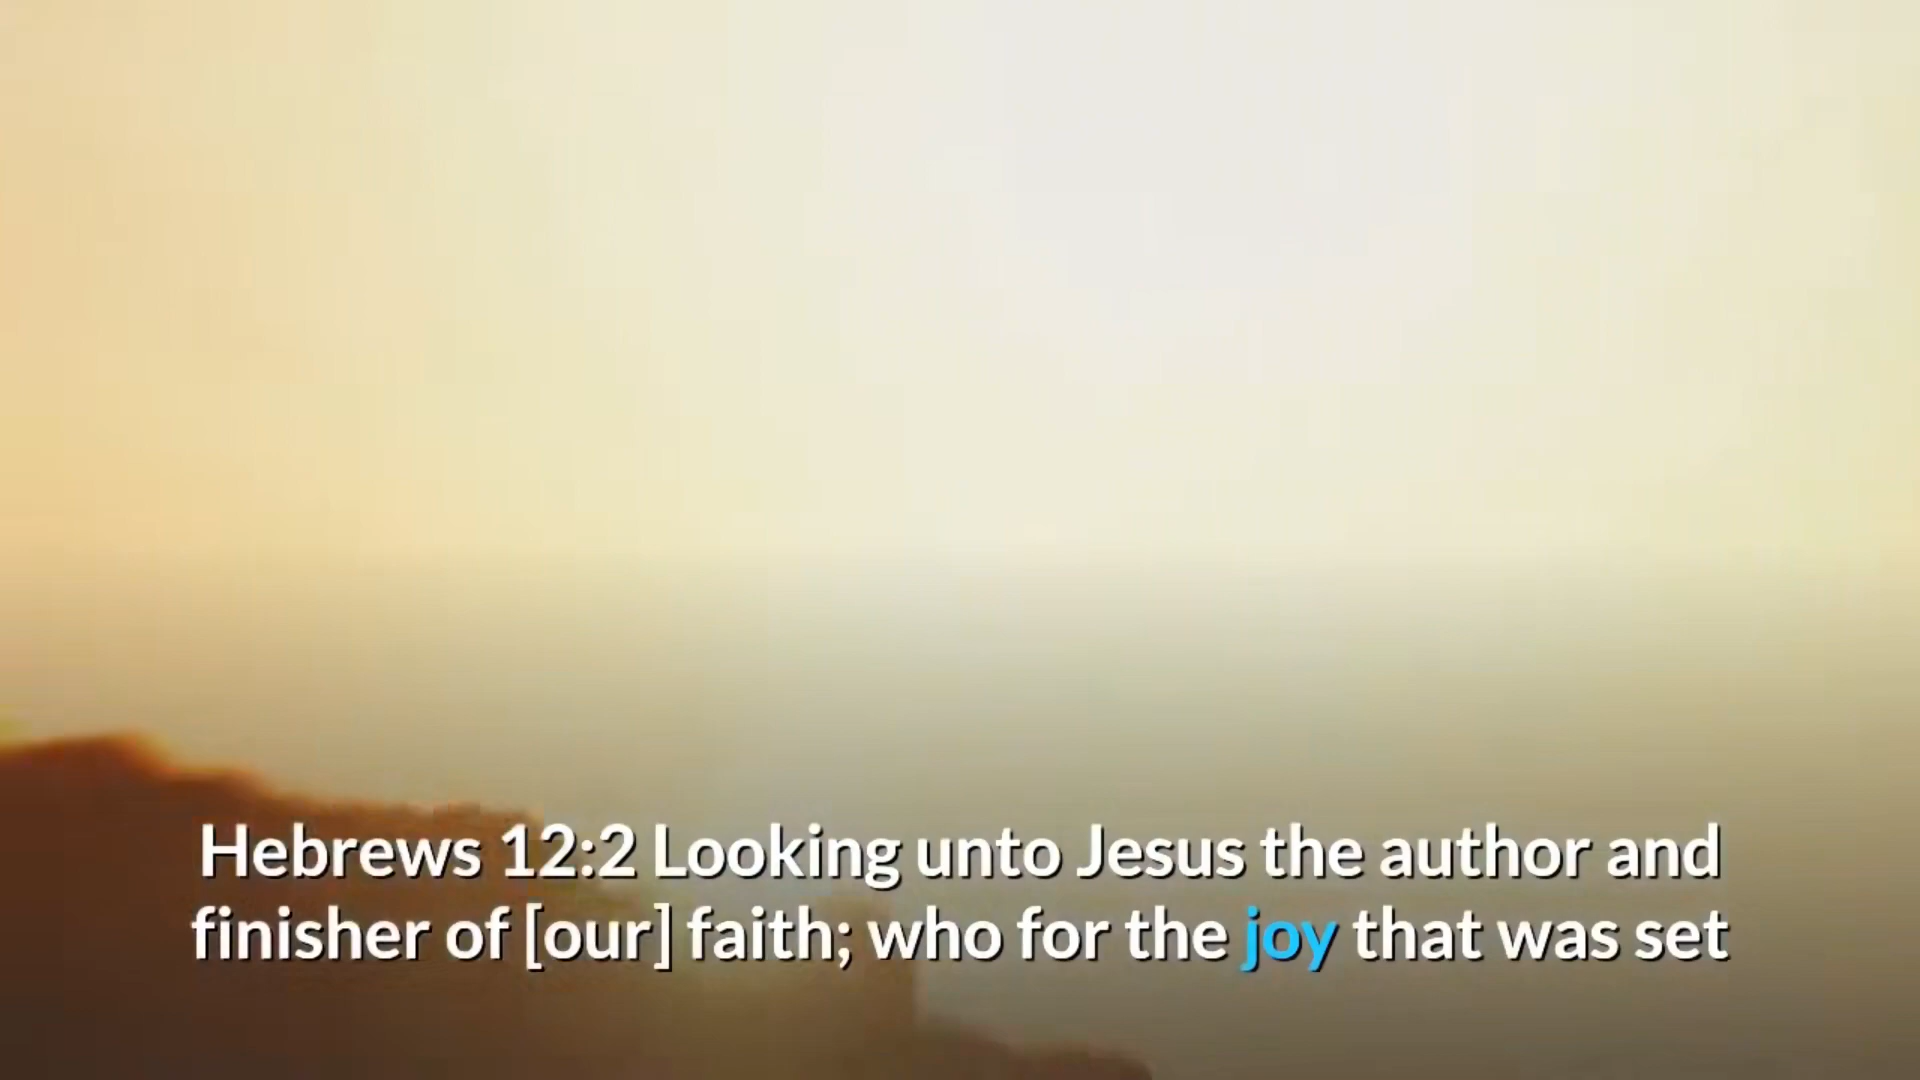 Hebrews 12:2 Looking unto Jesus the author and
finisher of [our] faith; who for the joy that was set